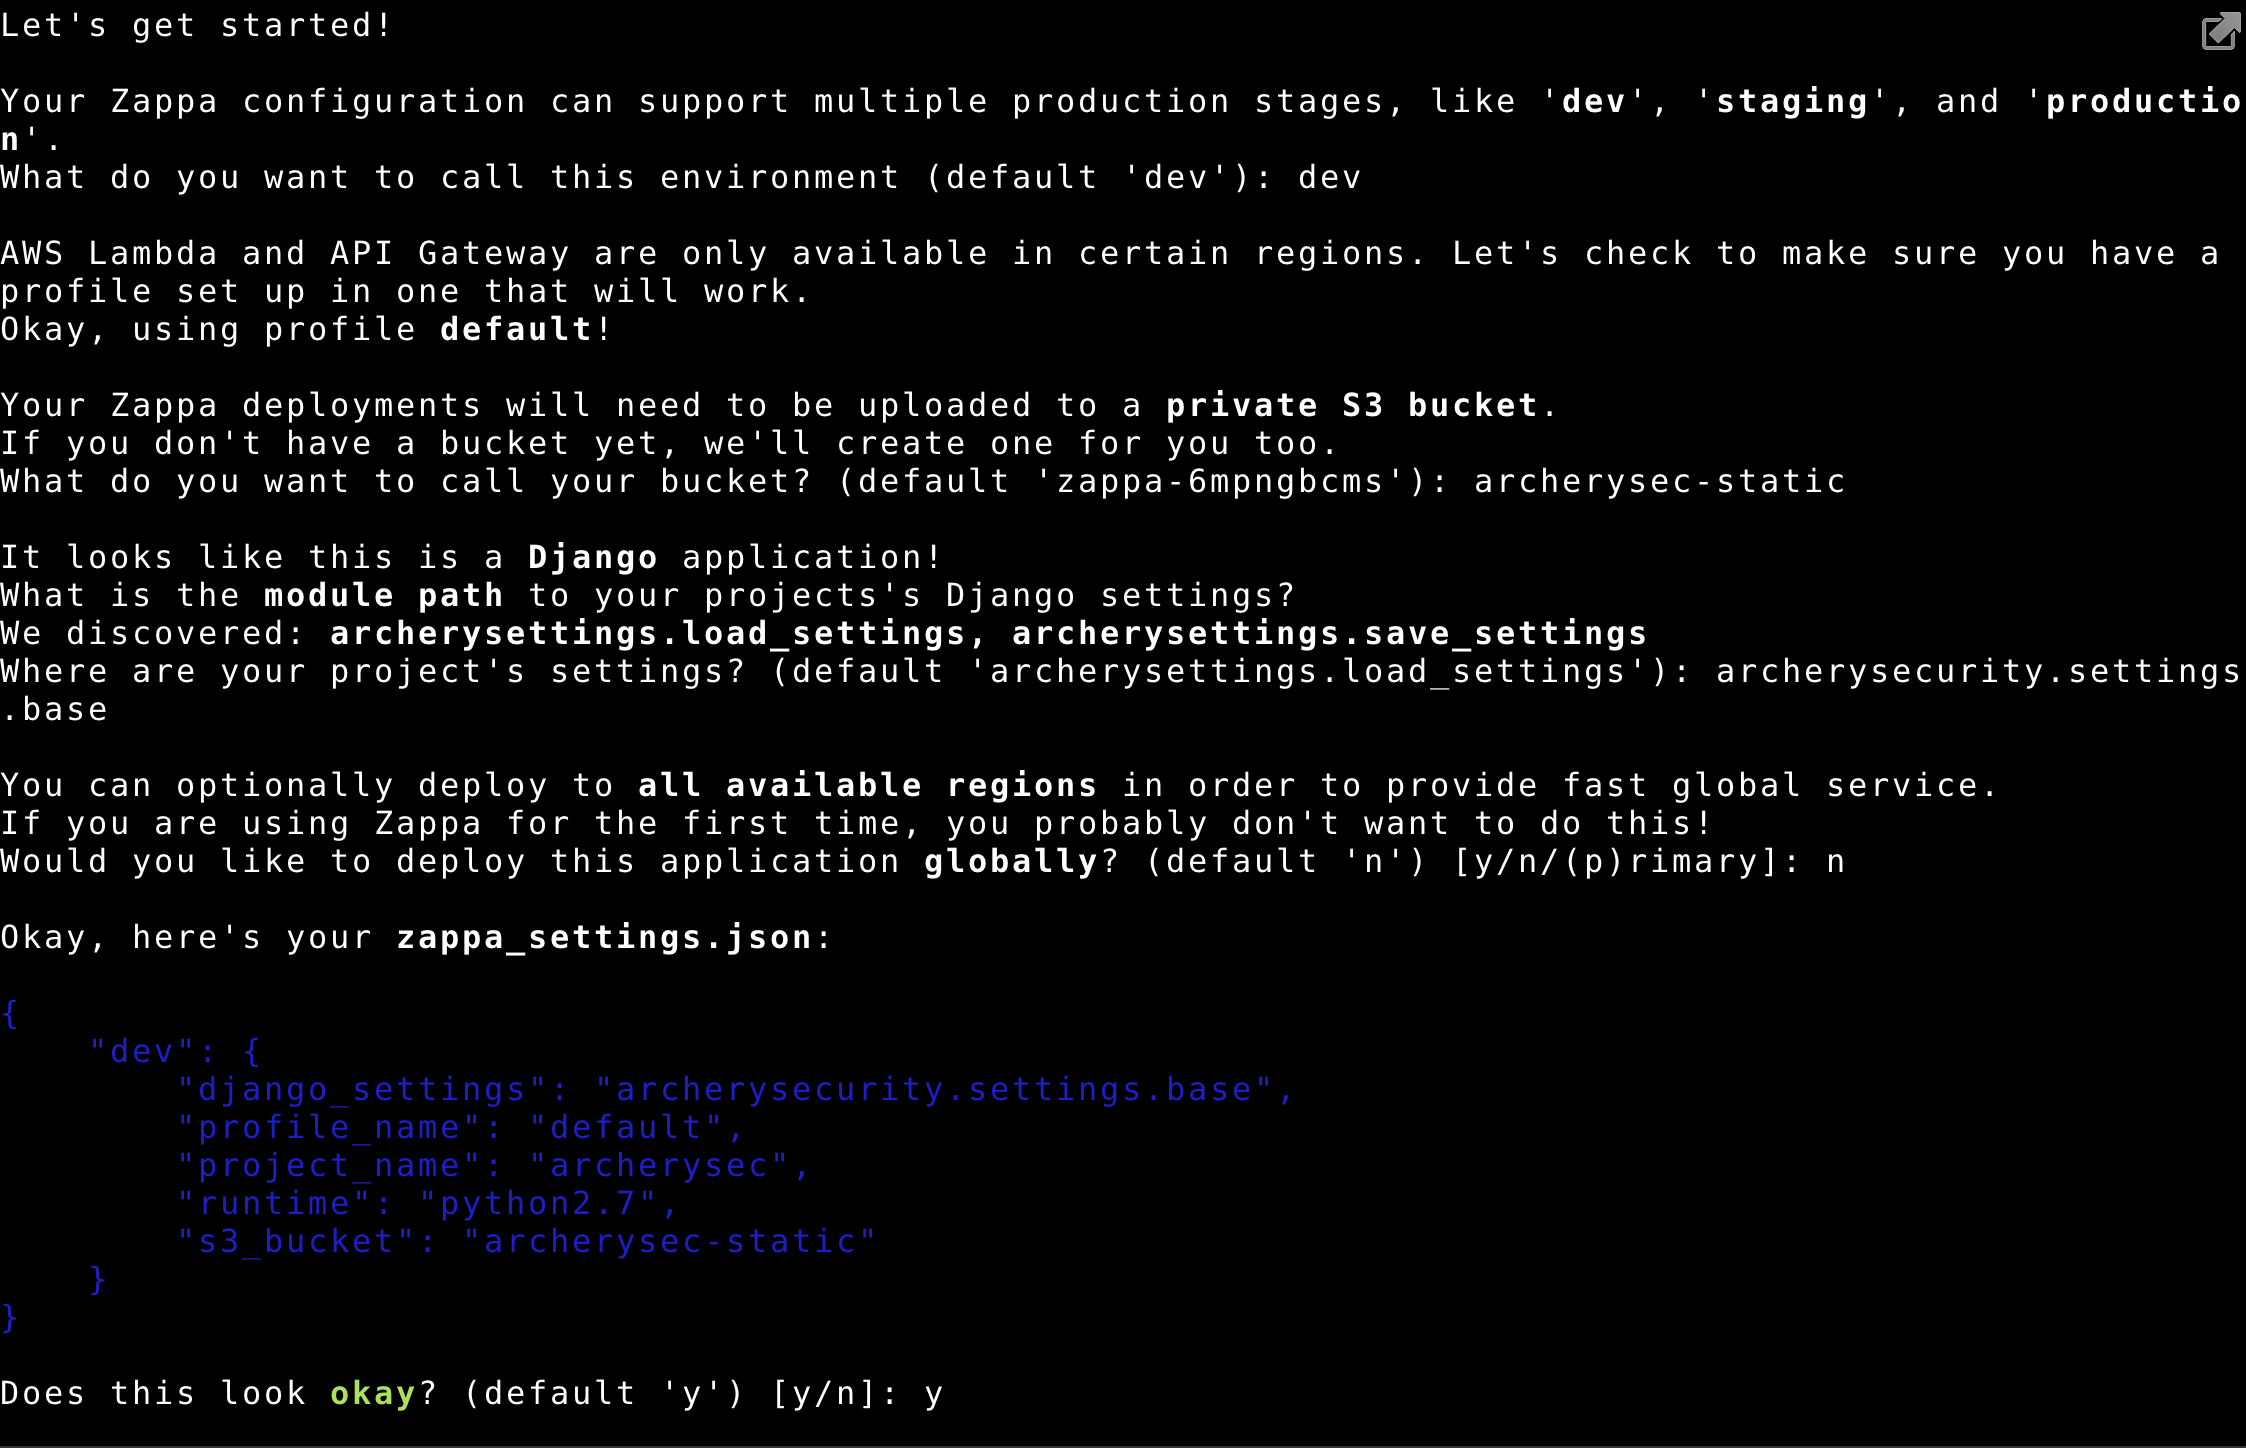 Let's get started!
Your Zappa configuration can support multiple production stages, like 'dev', 'staging', and 'productio
n'.
What do you want to call this environment (default 'dev'): dev
AWS Lambda and API Gateway are only available in certain regions. Let's check to make sure you have a
profile set up in one that will work.
Okay, using profile default!
Your Zappa deployments will need to be uploaded to a private S3 bucket.
If you don't have a bucket yet, we'll create one for you too.
What do you want to call your bucket? (default 'zappa-6mpngbcms'): archerysec-static
It looks like this is a Django application!
What is the module path to your projects's Django settings?
We discovered: archerysettings.load_settings, archerysettings.save_settings
Where are your project's settings? (default 'archerysettings.load_settings'): archerysecurity.settings
.base
You can optionally deploy to all available regions in order to provide fast global service.
If you are using Zappa for the first time, you probably don't want to do this!
Would you like to deploy this application globally? (default 'n') [y/n/(p)rimary]: n
Okay, here's your zappa_settings.json:
{
    "dev": {
        "django_settings": "archerysecurity.settings.base",
        "profile_name": "default",
        "project_name": "archerysec",
        "runtime": "python2.7",
        "s3_bucket": "archerysec-static"
    }
}
Does this look okay? (default 'y') [y/n]: y